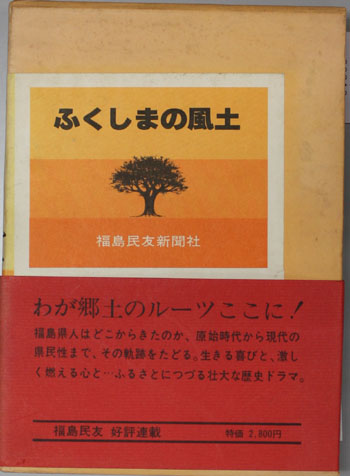 ふくしまの風土
福島民友新聞社
わが郷土のルーツここに！
福島県人はどこからきたのか、原始時代から現代の
県民性まで、その軌跡をたどる。生きる喜びと、激し
く燃える心と…ふるさとにつづる壮大な歴史ドラマ。
福島民友 好評連載
特価 2,800円